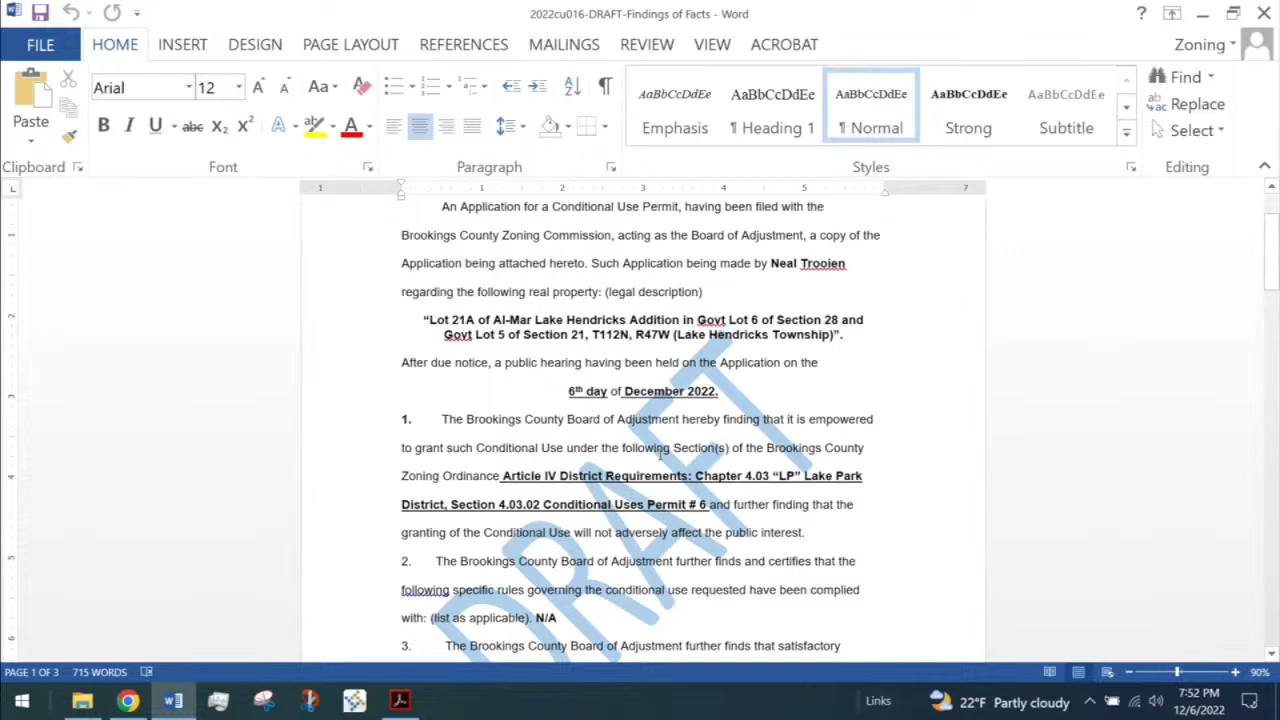 2022cu016-DRAFT-Findings of Facts - Word
FILE HOME INSERT DESIGN PAGE LAYOUT REFERENCES MAILINGS REVIEW VIEW ACROBAT Zoning
Paste
Arial 12
AaBbCcDdEe AaBbCcDdEe AaBbCcDdEe AaBbCcDdEe AaBbCcDdEe
Emphasis ¶ Heading 1 ¶ Normal Strong Subtitle
Find
Replace
Select
Clipboard Font Paragraph Styles Editing
1 1 2 3 4 5 7
An Application for a Conditional Use Permit, having been filed with the
Brookings County Zoning Commission, acting as the Board of Adjustment, a copy of the
Application being attached hereto. Such Application being made by Neal Trooien
regarding the following real property: (legal description)
“Lot 21A of Al-Mar Lake Hendricks Addition in Govt Lot 6 of Section 28 and
Govt Lot 5 of Section 21, T112N, R47W (Lake Hendricks Township)”.
After due notice, a public hearing having been held on the Application on the
6th day of December 2022.
1. The Brookings County Board of Adjustment hereby finding that it is empowered
to grant such Conditional Use under the following Section(s) of the Brookings County
Zoning Ordinance Article IV District Requirements: Chapter 4.03 “LP” Lake Park
District, Section 4.03.02 Conditional Uses Permit # 6 and further finding that the
granting of the Conditional Use will not adversely affect the public interest.
2. The Brookings County Board of Adjustment further finds and certifies that the
following specific rules governing the conditional use requested have been complied
with: (list as applicable). N/A
3. The Brookings County Board of Adjustment further finds that satisfactory
DRAFT
PAGE 1 OF 3 715 WORDS 90%
Links 22°F Partly cloudy 7:52 PM
12/6/2022